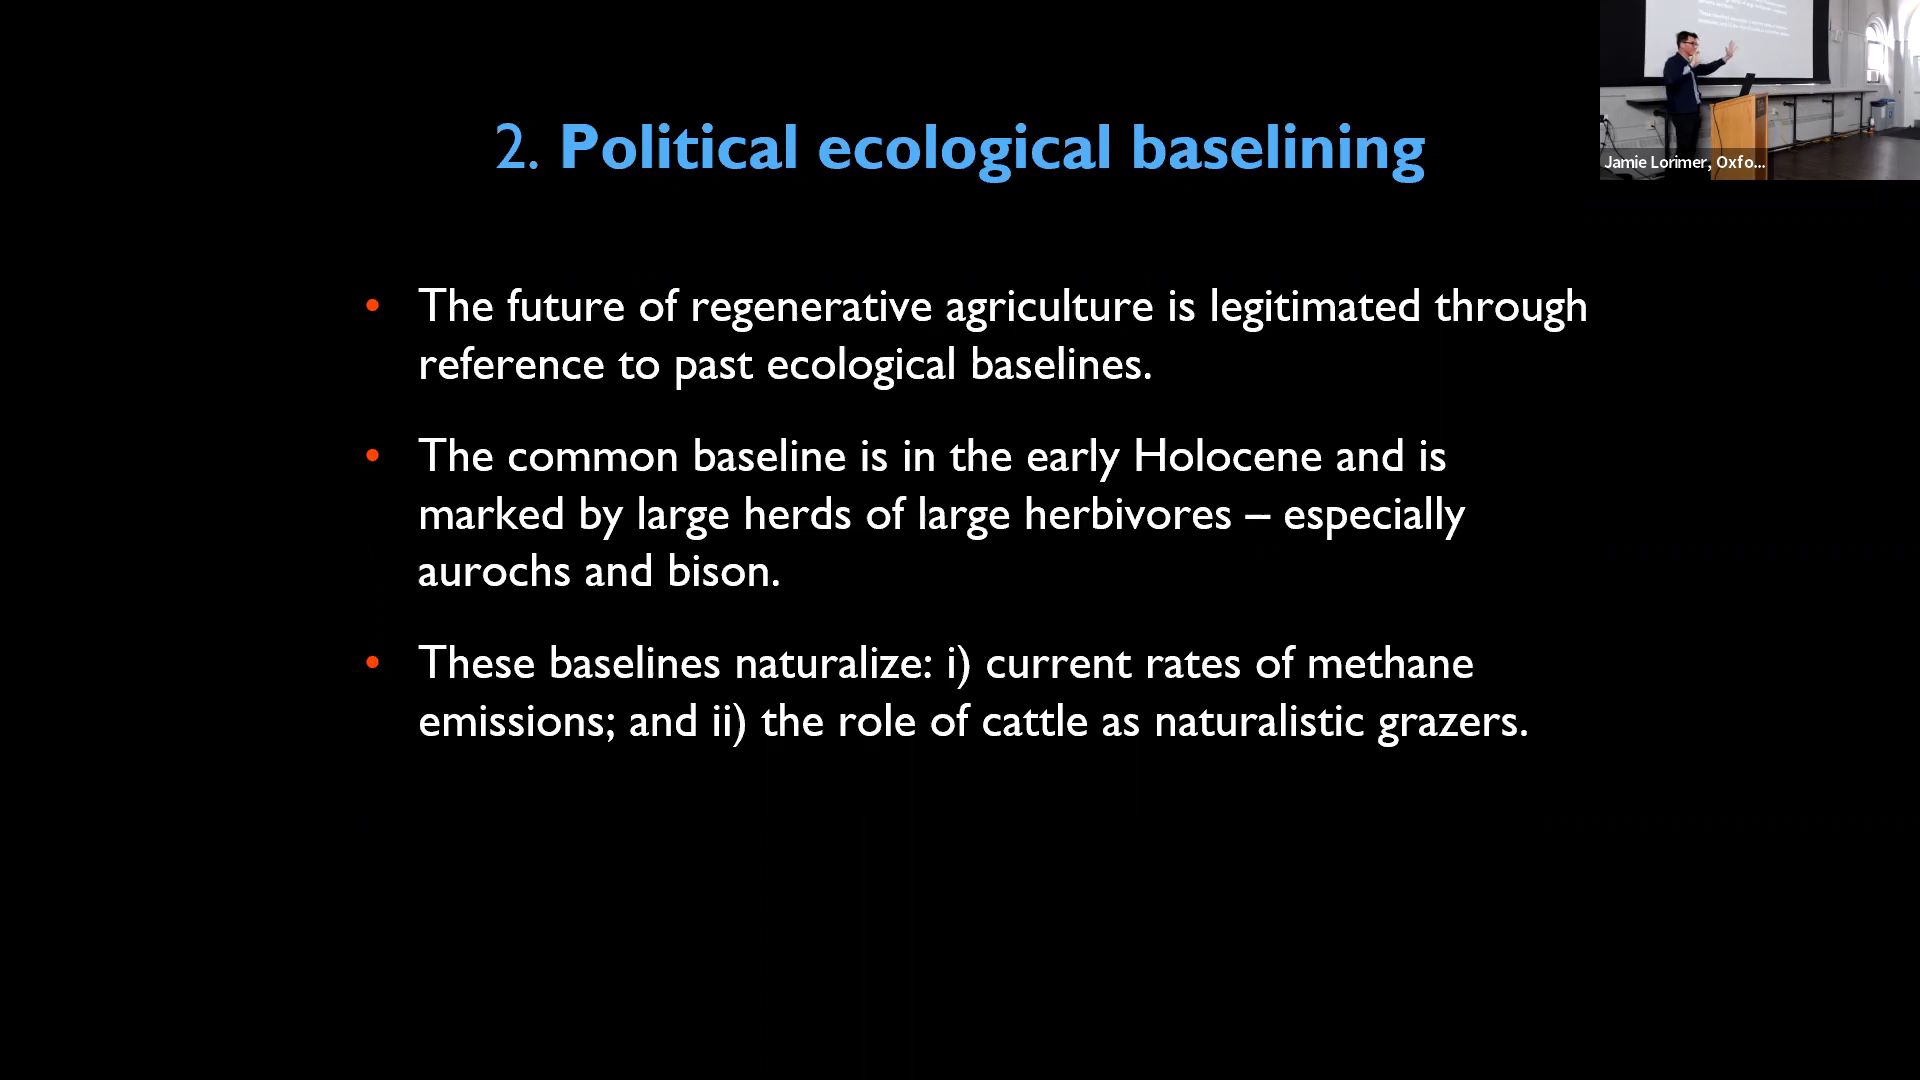 2. Political ecological baselining
• The future of regenerative agriculture is legitimated through
reference to past ecological baselines.
• The common baseline is in the early Holocene and is
marked by large herds of large herbivores – especially
aurochs and bison.
• These baselines naturalize: i) current rates of methane
emissions; and ii) the role of cattle as naturalistic grazers.
Jamie Lorimer, Oxfo...